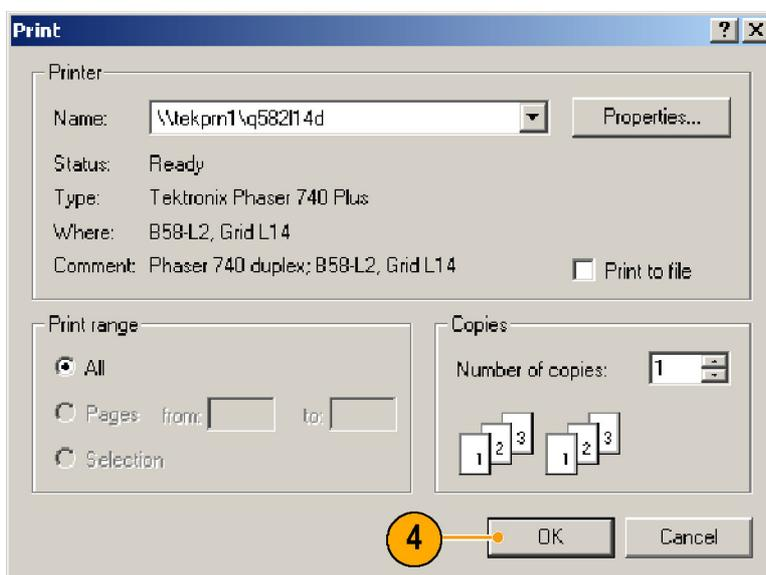 Print
Printer
Name: \\tekprn1\q582l14d Properties...
Status: Ready
Type: Tektronix Phaser 740 Plus
Where: B58-L2, Grid L14
Comment: Phaser 740 duplex; B58-L2, Grid L14
Print to file
Print range
All
Pages from: to:
Selection
Copies
Number of copies: 1
1 2 3 1 2 3
4 OK Cancel